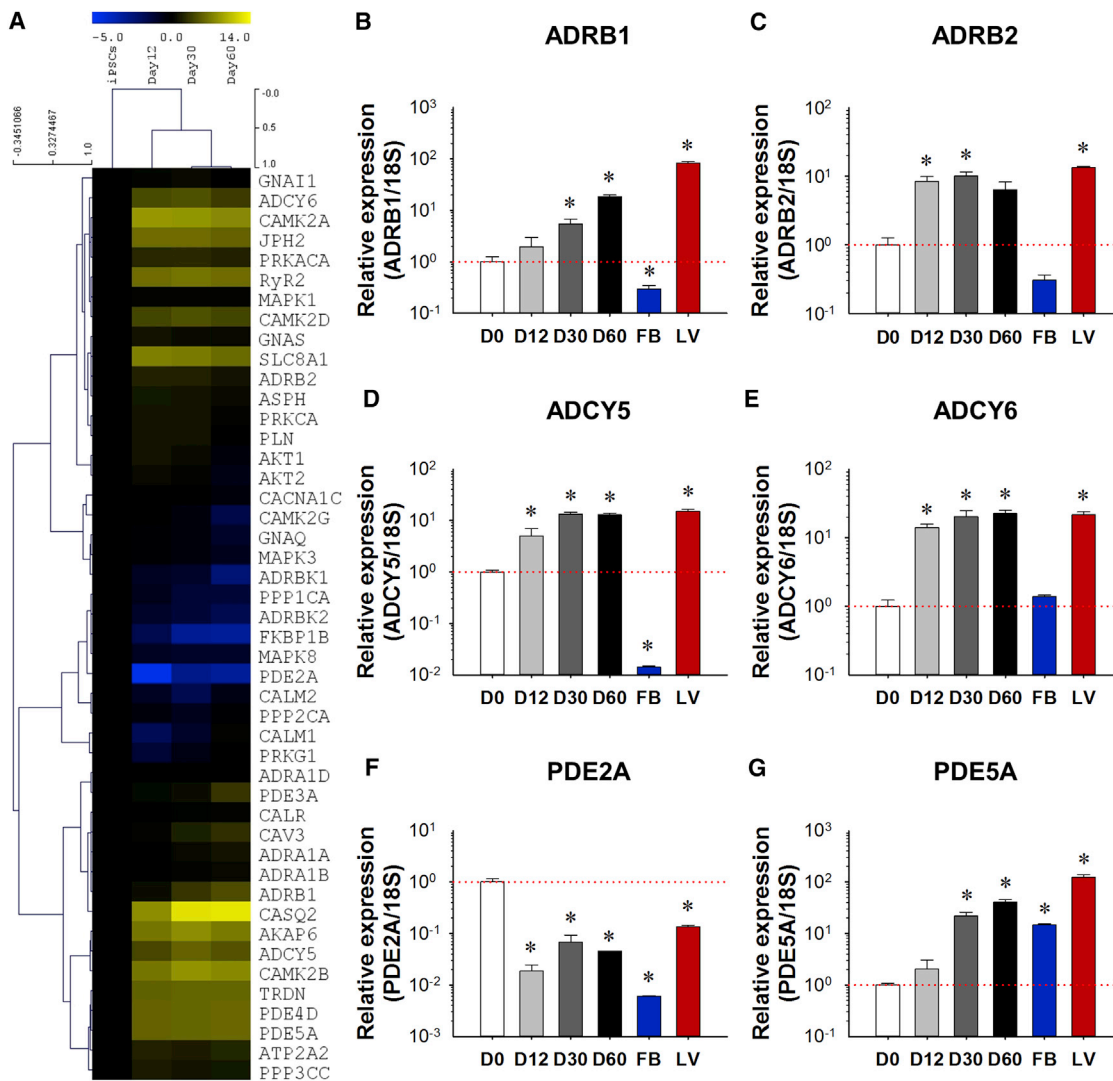 A
-5.0 0.0 14.0
iPSCs Day12 Day30 Day60
-0.0
0.5
1.0
-0.3451066 0.3274467 1.0
GNAI1
ADCY6
CAMK2A
JPH2
PRKACA
RyR2
MAPK1
CAMK2D
GNAS
SLC8A1
ADRB2
ASPH
PRKCA
PLN
AKT1
AKT2
CACNA1C
CAMK2G
GNAQ
MAPK3
ADRBK1
PPP1CA
ADRBK2
FKBP1B
MAPK8
PDE2A
CALM2
PPP2CA
CALM1
PRKG1
ADRA1D
PDE3A
CALR
CAV3
ADRA1A
ADRA1B
ADRB1
CASQ2
AKAP6
ADCY5
CAMK2B
TRDN
PDE4D
PDE5A
ATP2A2
PPP3CC
B
ADRB1
Relative expression
(ADRB1/18S)
10³
10²
10¹
10⁰
10⁻¹
* * * * 
D0 D12 D30 D60 FB LV
C
ADRB2
Relative expression
(ADRB2/18S)
10²
10¹
10⁰
10⁻¹
* * *
D0 D12 D30 D60 FB LV
D
ADCY5
Relative expression
(ADCY5/18S)
10²
10¹
10⁰
10⁻¹
10⁻²
* * * * *
D0 D12 D30 D60 FB LV
E
ADCY6
Relative expression
(ADCY6/18S)
10²
10¹
10⁰
10⁻¹
* * * *
D0 D12 D30 D60 FB LV
F
PDE2A
Relative expression
(PDE2A/18S)
10¹
10⁰
10⁻¹
10⁻²
10⁻³
* * * * *
D0 D12 D30 D60 FB LV
G
PDE5A
Relative expression
(PDE5A/18S)
10³
10²
10¹
10⁰
10⁻¹
* * * *
D0 D12 D30 D60 FB LV